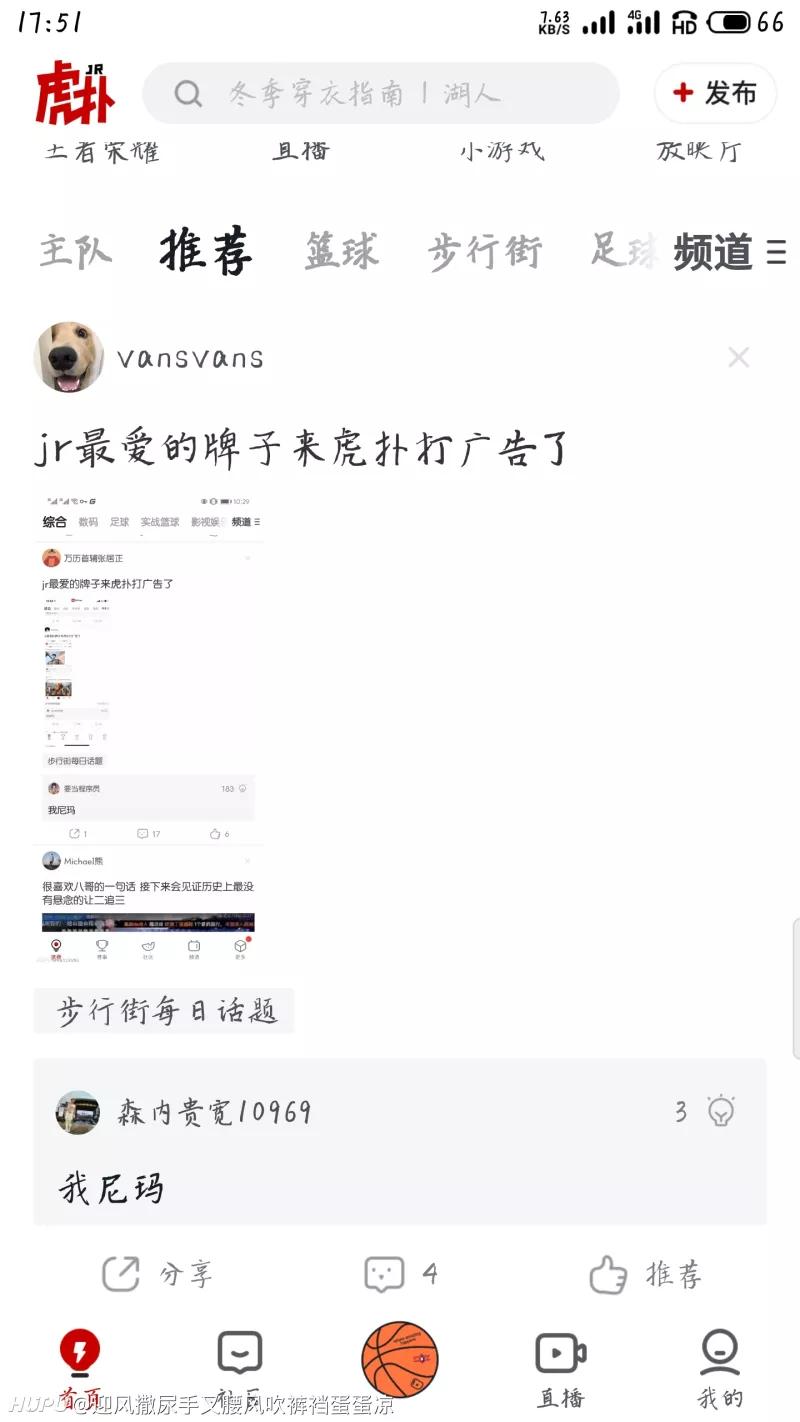 17:51
7.63 KB/S 4G HD 66
虎扑 JR
冬季穿衣指南 | 湖人
+ 发布
王者荣耀 直播 小游戏 放映厅
主队 推荐 篮球 步行街 足球 频道
vansvans
jr最爱的牌子来虎扑打广告了
10:29
综合 数码 足球 实战篮球 影视娱 频道
万历首辅张居正
jr最爱的牌子来虎扑打广告了
步行街每日话题
要当程序员 183
我尼玛
1 17 6
Michael熊
很喜欢八哥的一句话 接下来会见证历史上最没
有悬念的让二追三
步行街每日话题
森内贵宽10969 3
我尼玛
分享 4 推荐
首页 社区 直播 我的
HUPU @迎风撒尿手叉腰风吹裤裆蛋蛋凉